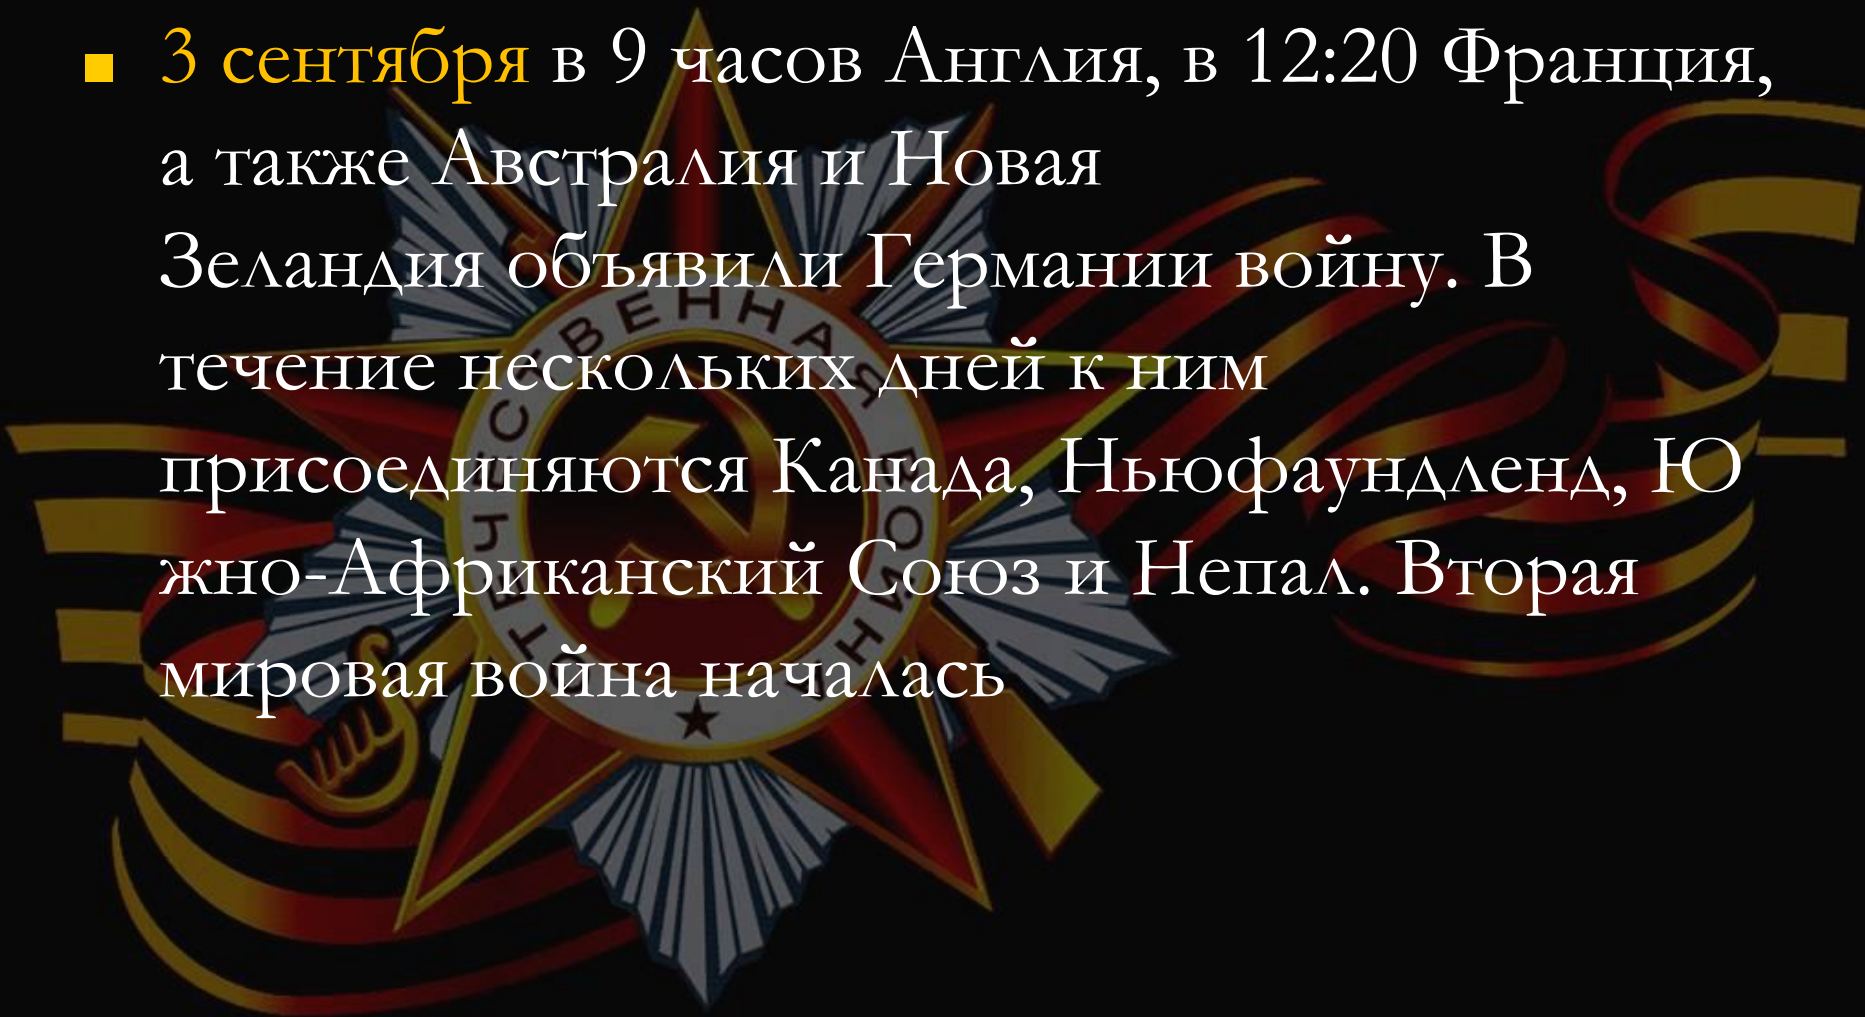 3 сентября в 9 часов Англия, в 12:20 Франция,
а также Австралия и Новая
Зеландия объявили Германии войну. В
течение нескольких дней к ним
присоединяются Канада, Ньюфаундленд, Ю
жно-Африканский Союз и Непал. Вторая
мировая война началась